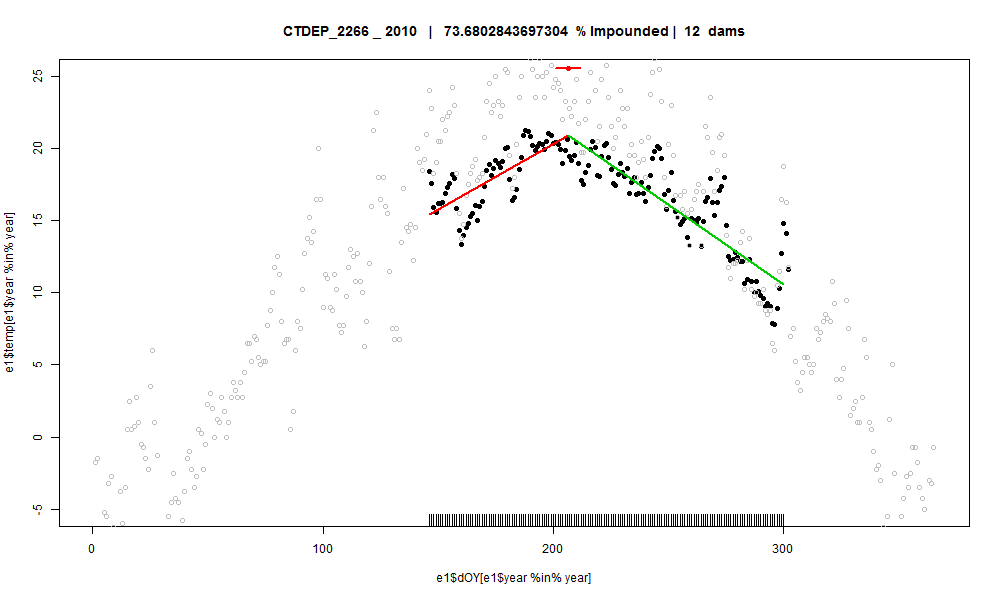 CTDEP_2266 _ 2010 | 73.6802843697304 % Impounded | 12 dams
e1$temp[e1$year %in% year]
25
20
15
10
5
0
-5
0 100 200 300
e1$dOY[e1$year %in% year]